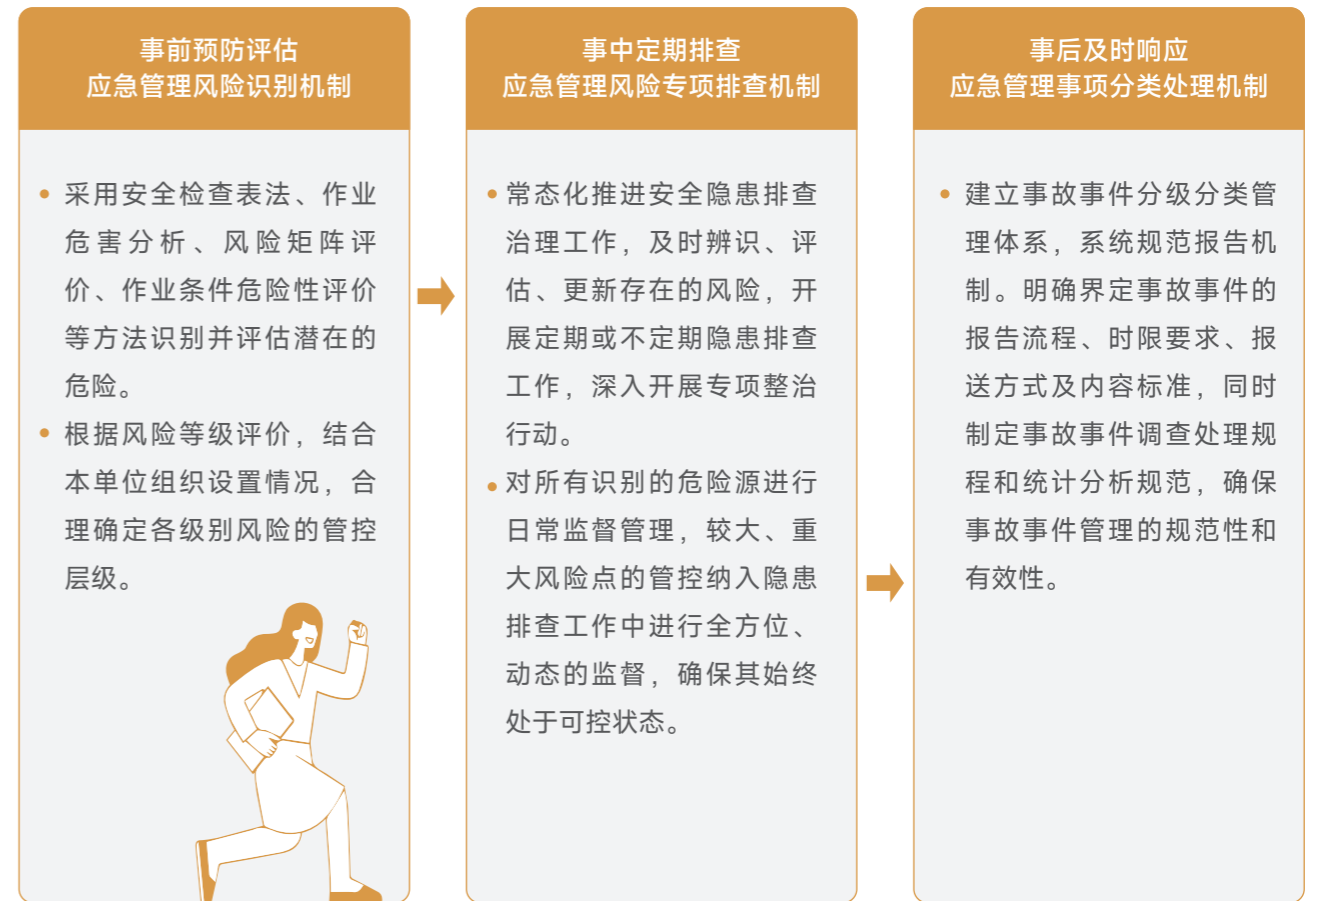 事前预防评估
应急管理风险识别机制
采用安全检查表法、作业
危害分析、风险矩阵评
价、作业条件危险性评价
等方法识别并评估潜在的
危险。
根据风险等级评价，结合
本单位组织设置情况，合
理确定各级别风险的管控
层级。
事中定期排查
应急管理风险专项排查机制
常态化推进安全隐患排查
治理工作，及时辨识、评
估、更新存在的风险，开
展定期或不定期隐患排查
工作，深入开展专项整治
行动。
对所有识别的危险源进行
日常监督管理，较大、重
大风险点的管控纳入隐患
排查工作中进行全方位、
动态的监督，确保其始终
处于可控状态。
事后及时响应
应急管理事项分类处理机制
建立事故事件分级分类管
理体系，系统规范报告机
制。明确界定事故事件的
报告流程、时限要求、报
送方式及内容标准，同时
制定事故事件调查处理规
程和统计分析规范，确保
事故事件管理的规范性和
有效性。